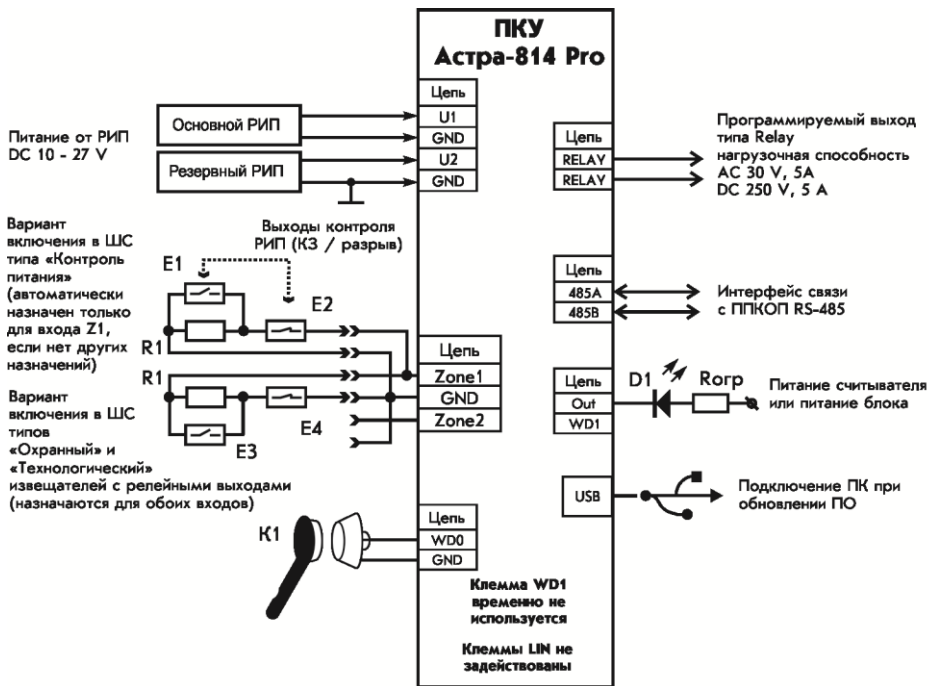 ПКУ
Астра-814 Pro
Цепь
U1
GND
U2
GND
Основной РИП
Резервный РИП
Питание от РИП
DC 10 - 27 V
Выходы контроля
РИП (КЗ / разрыв)
Вариант
включения в ШС
типа «Контроль
питания»
(автоматически
назначен только
для входа Z1,
если нет других
назначений)
E1
E2
R1
R1
E3
E4
Вариант
включения в ШС
типов
«Охранный» и
«Технологический»
извещателей с релейными выходами
(назначаются для обоих входов)
Цепь
Zone1
GND
Zone2
K1
Цепь
WD0
GND
Цепь
RELAY
RELAY
Программируемый выход
типа Relay
нагрузочная способность
AC 30 V, 5A
DC 250 V, 5 A
Цепь
485A
485B
Интерфейс связи
с ППКОП RS-485
Цепь
Out
WD1
D1
Rогр
Питание считывателя
или питание блока
USB
Подключение ПК при
обновлении ПО
Клемма WD1
временно не
используется
Клеммы LIN не
задействованы